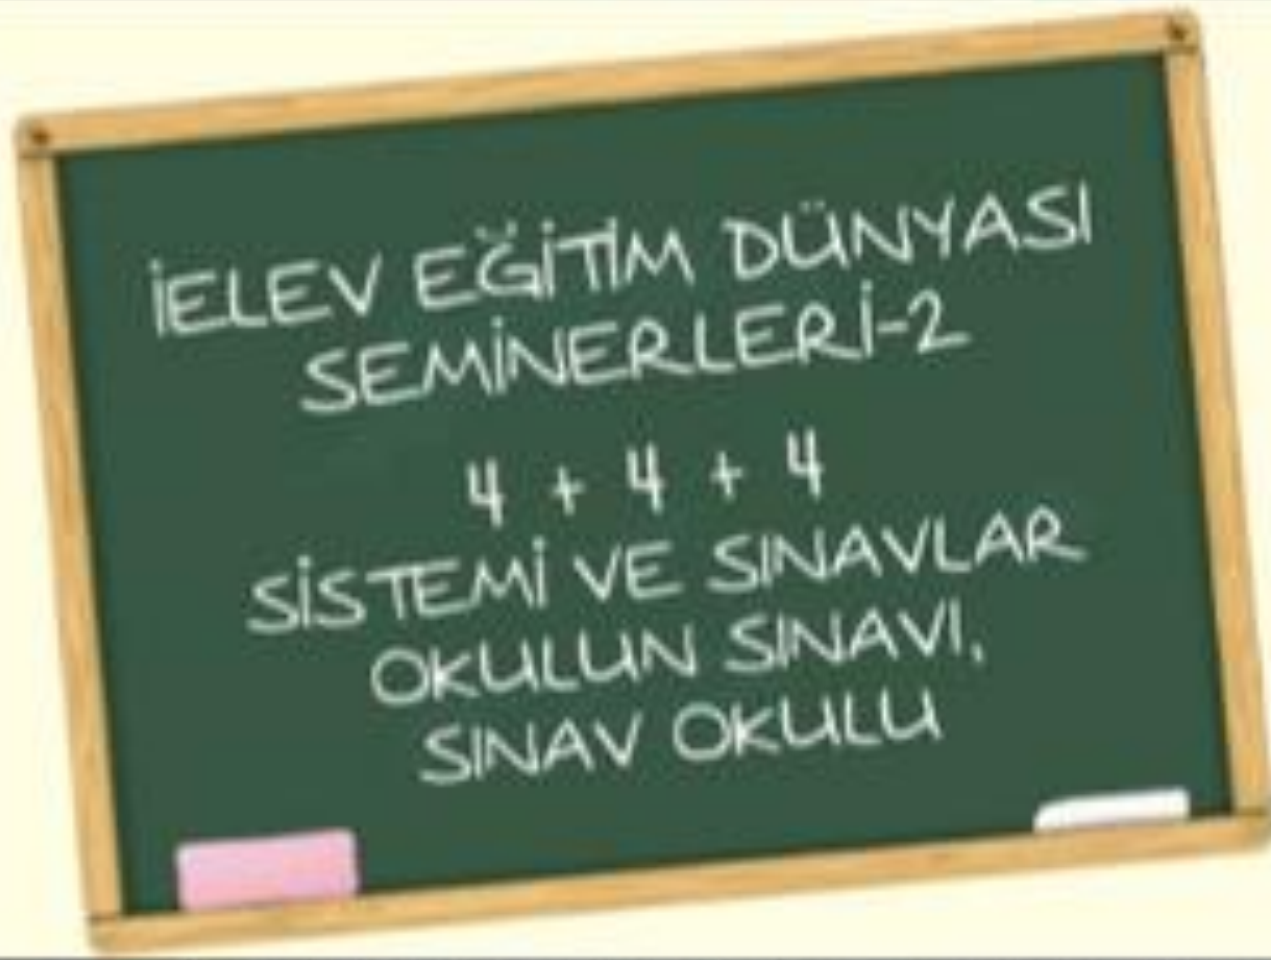 İELEV EĞİTİM DÜNYASI
SEMİNERLERİ-2
4 + 4 + 4
SİSTEMİ VE SINAVLAR
OKULUN SINAVI,
SINAV OKULU